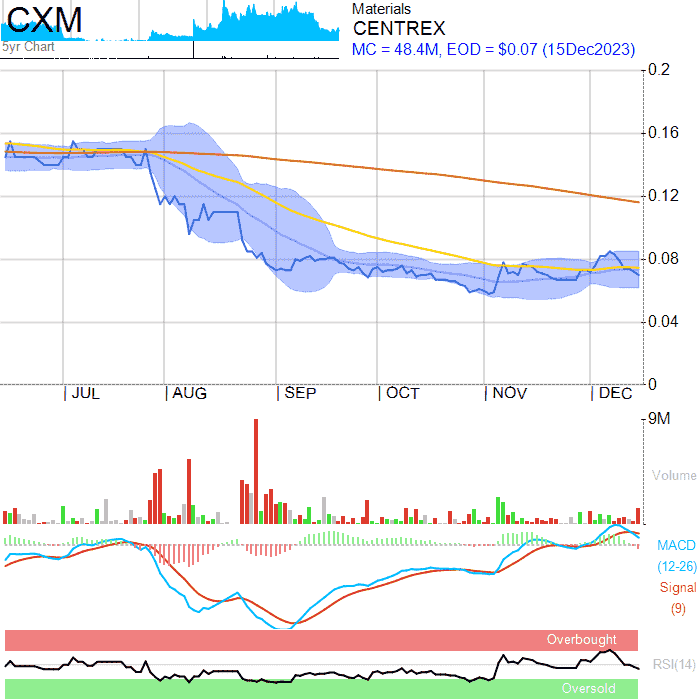 CXM
5yr Chart
Materials
CENTREX
MC = 48.4M, EOD = $0.07 (15Dec2023)
0.2
0.16
0.12
0.08
0.04
0
JUL AUG SEP OCT NOV DEC
9M
Volume
MACD
(12-26)
Signal
(9)
Overbought
RSI(14)
Oversold